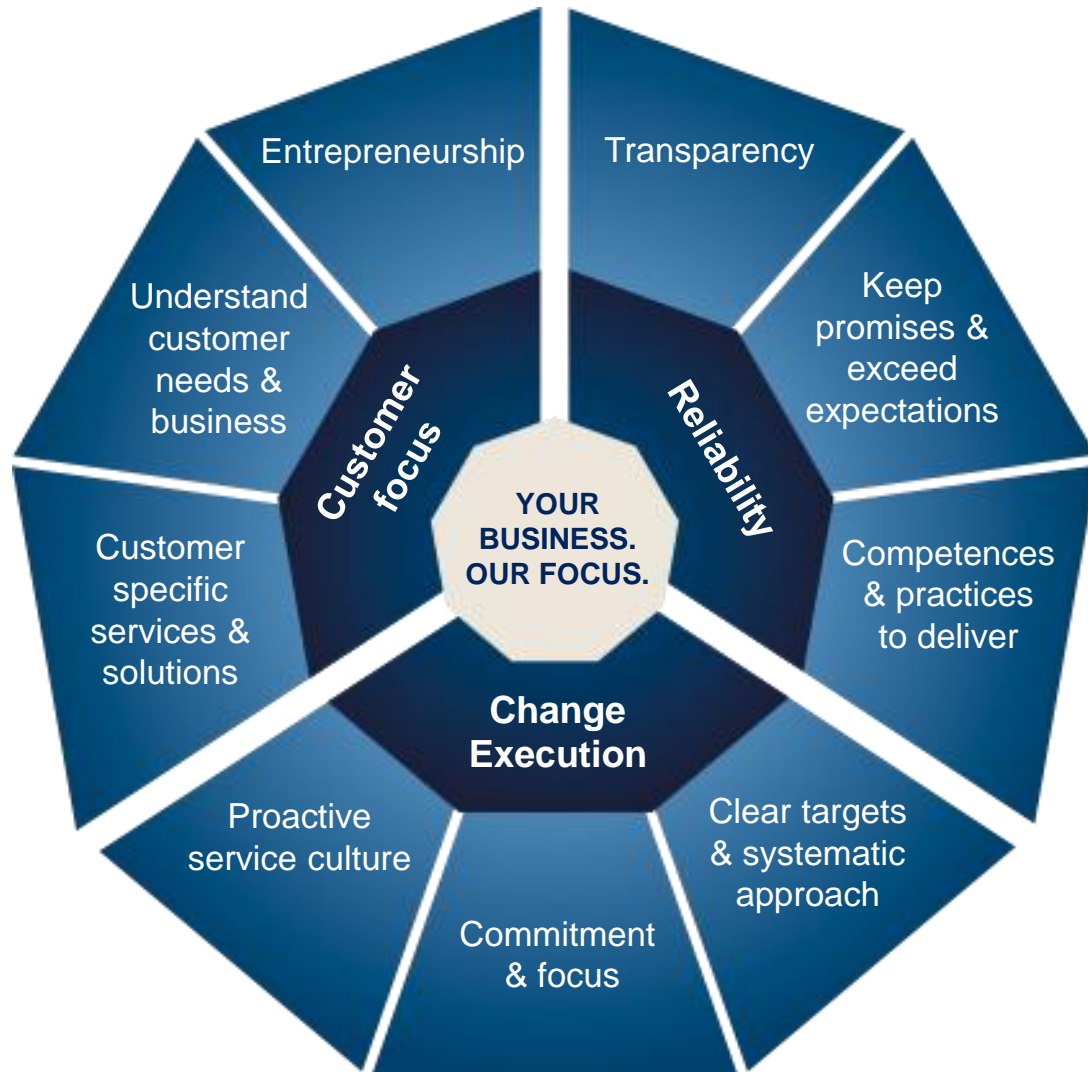 Entrepreneurship
Transparency
Understand
customer
needs &
business
Keep
promises &
exceed
expectations
Customer
focus
Reliability
YOUR
BUSINESS.
OUR FOCUS.
Customer
specific
services &
solutions
Competences
& practices
to deliver
Change
Execution
Proactive
service culture
Clear targets
& systematic
approach
Commitment
& focus